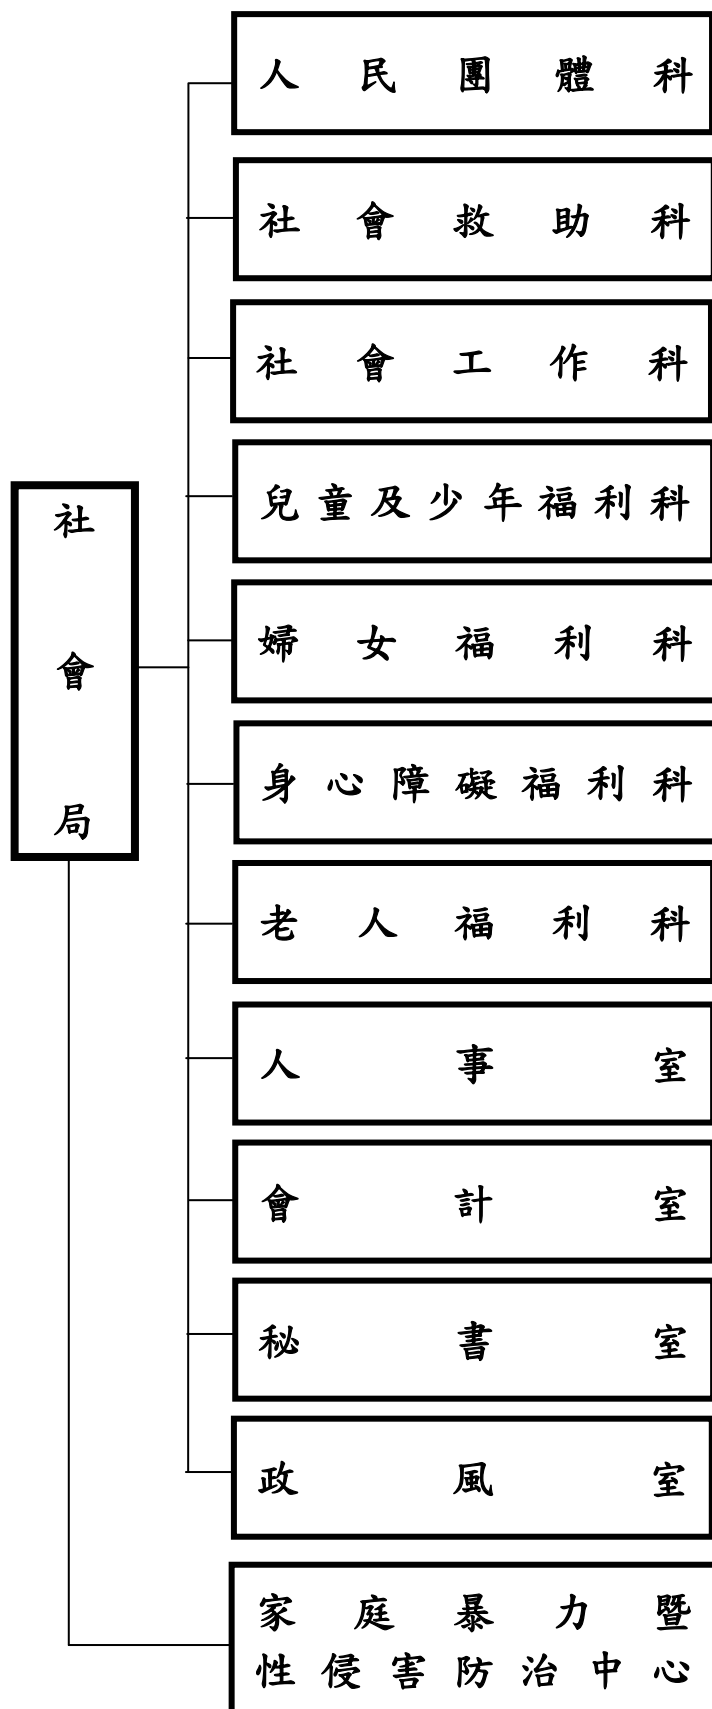 人民團體科
社會救助科
社會工作科
兒童及少年福利科
社會局
婦女福利科
身心障礙福利科
老人福利科
人事室
會計室
秘書室
政風室
家庭暴力暨
性侵害防治中心